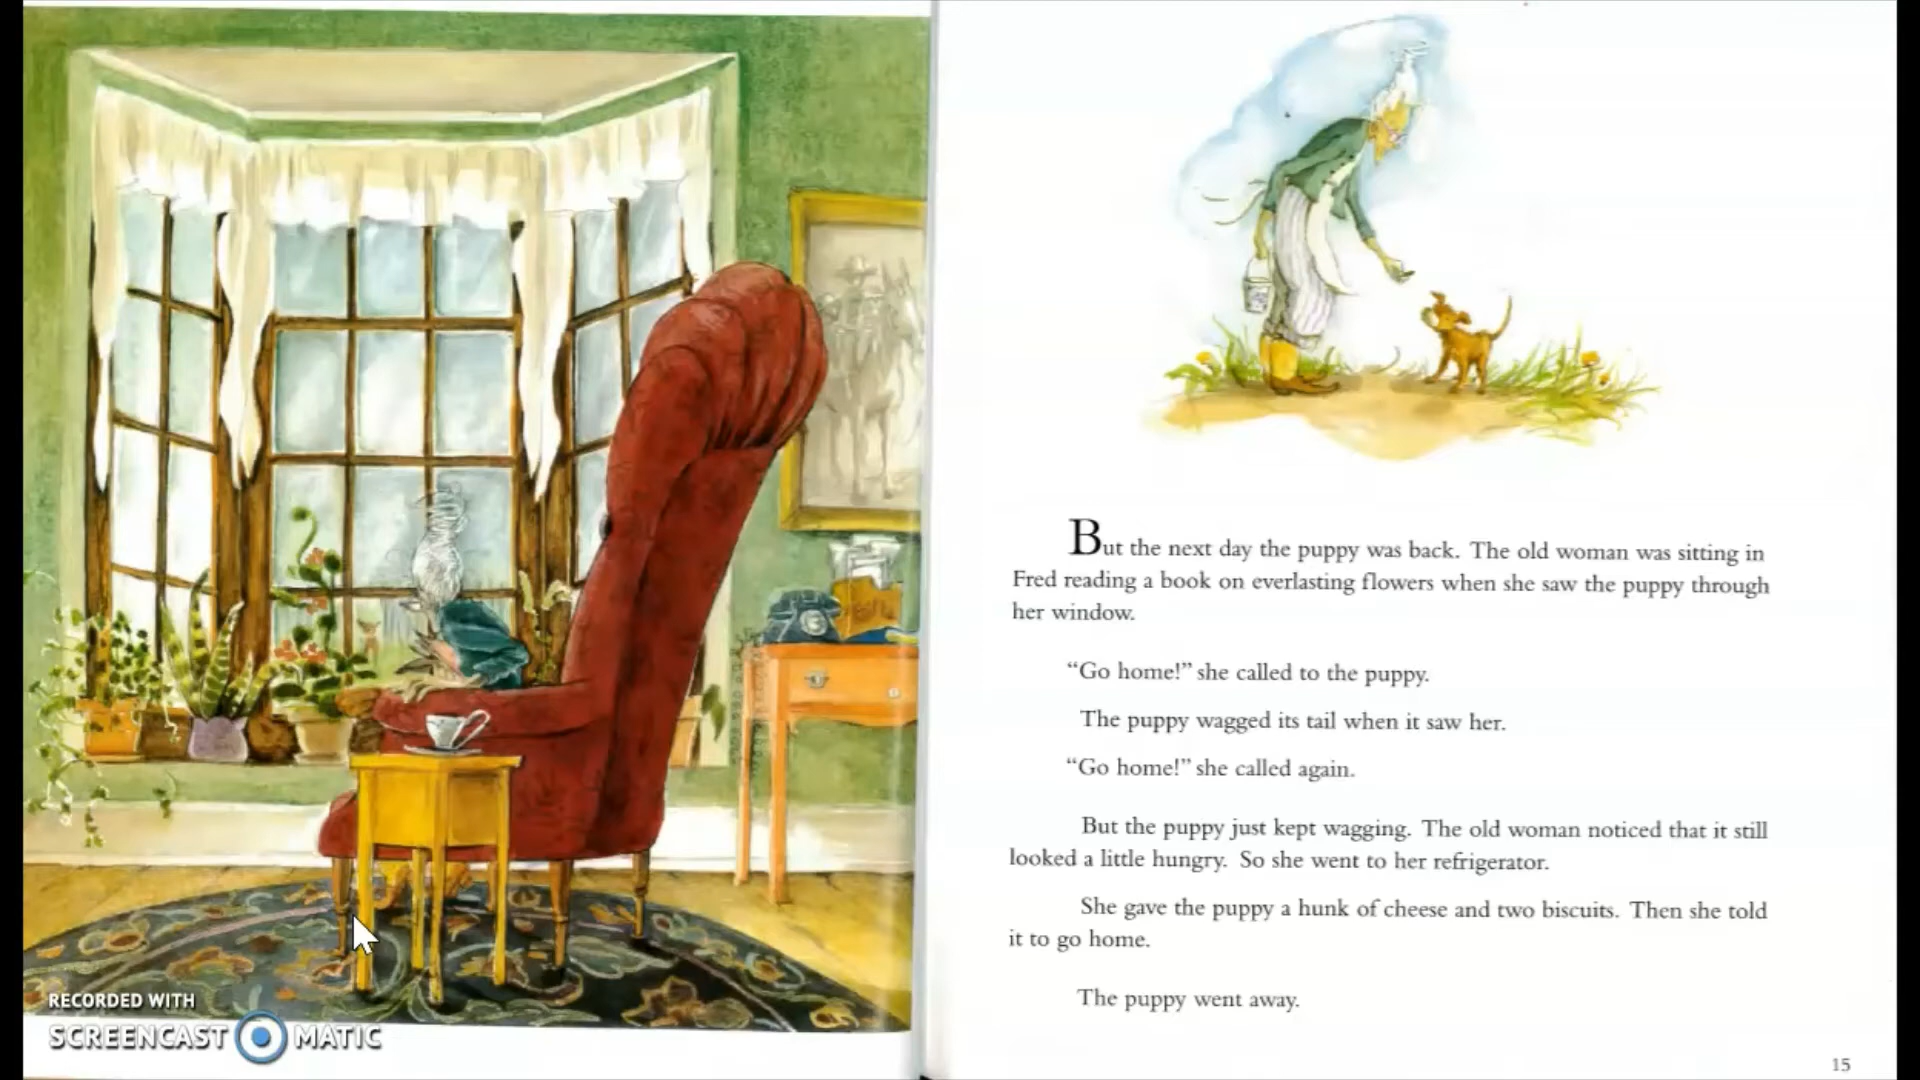 But the next day the puppy was back. The old woman was sitting in
Fred reading a book on everlasting flowers when she saw the puppy through
her window.
“Go home!” she called to the puppy.
The puppy wagged its tail when it saw her.
“Go home!” she called again.
But the puppy just kept wagging. The old woman noticed that it still
looked a little hungry. So she went to her refrigerator.
She gave the puppy a hunk of cheese and two biscuits. Then she told
it to go home.
The puppy went away.
15
RECORDED WITH
SCREENCAST MATIC